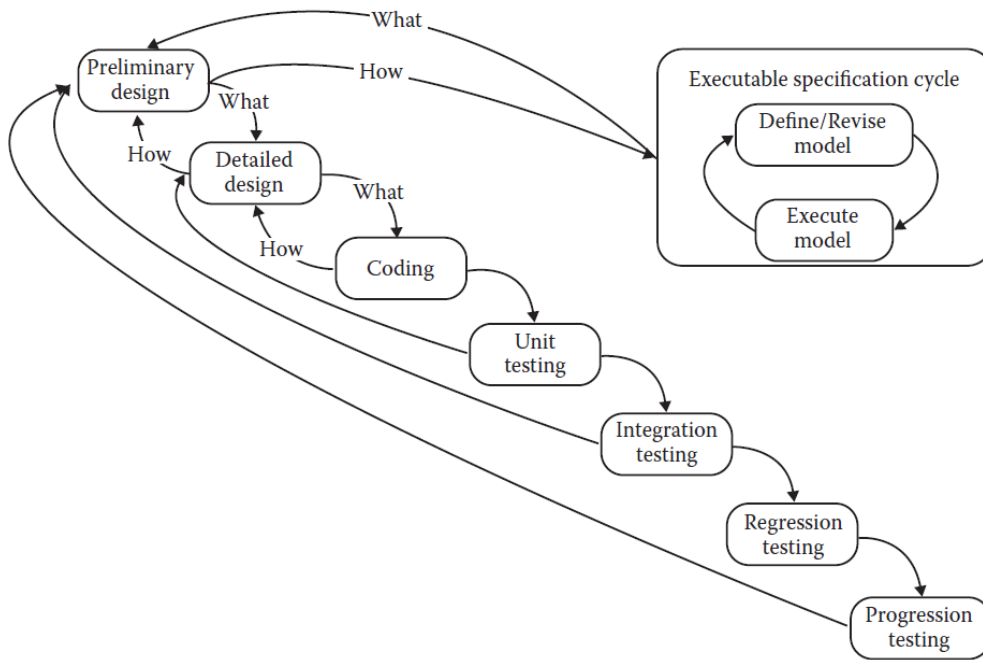 What
Preliminary
design
How
Executable specification cycle
What
Define/Revise
model
How
Detailed
design
What
Execute
model
How
Coding
Unit
testing
Integration
testing
Regression
testing
Progression
testing